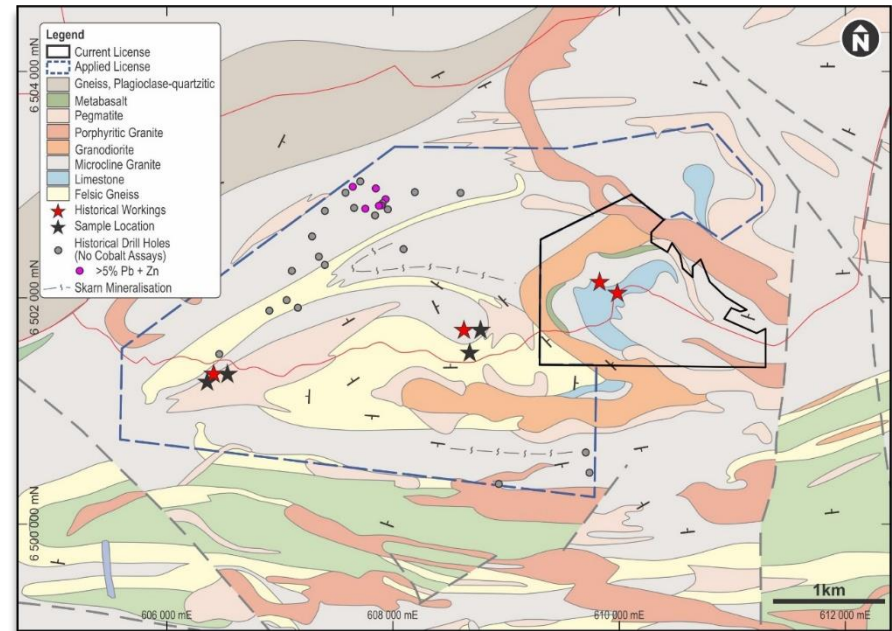 Legend
Current License
Applied License
Gneiss, Plagioclase-quartzitic
Metabasalt
Pegmatite
Porphyritic Granite
Granodiorite
Microcline Granite
Limestone
Felsic Gneiss
Historical Workings
Sample Location
Historical Drill Holes
(No Cobalt Assays)
>5% Pb + Zn
Skarn Mineralisation
N
6 504 000 mN
6 502 000 mN
6 500 000 mN
1km
606 000 mE
608 000 mE
610 000 mE
612 000 mE